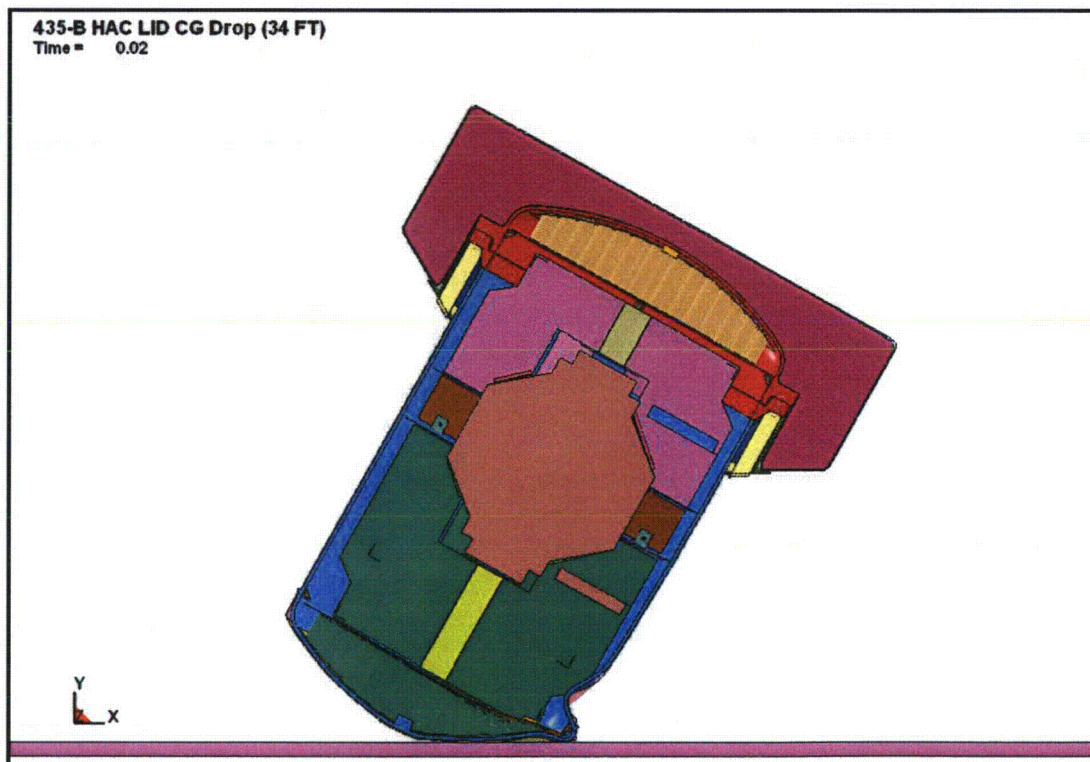 435-B HAC LID CG Drop (34 FT)
Time = 0.02
Y
X